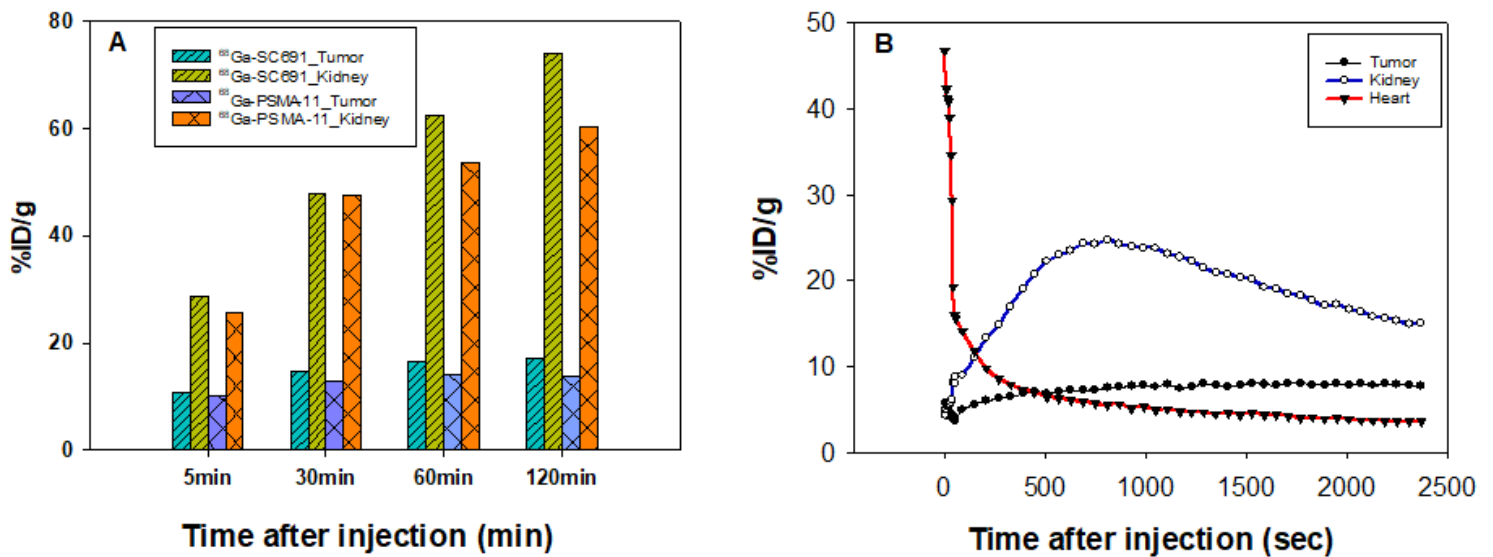 A
⁶⁸Ga-SC691_Tumor
⁶⁸Ga-SC691_Kidney
⁶⁸Ga-PSMA-11_Tumor
⁶⁸Ga-PSMA-11_Kidney
80
60
40
20
0
%ID/g
5min
30min
60min
120min
Time after injection (min)
B
Tumor
Kidney
Heart
50
40
30
20
10
0
%ID/g
0
500
1000
1500
2000
2500
Time after injection (sec)